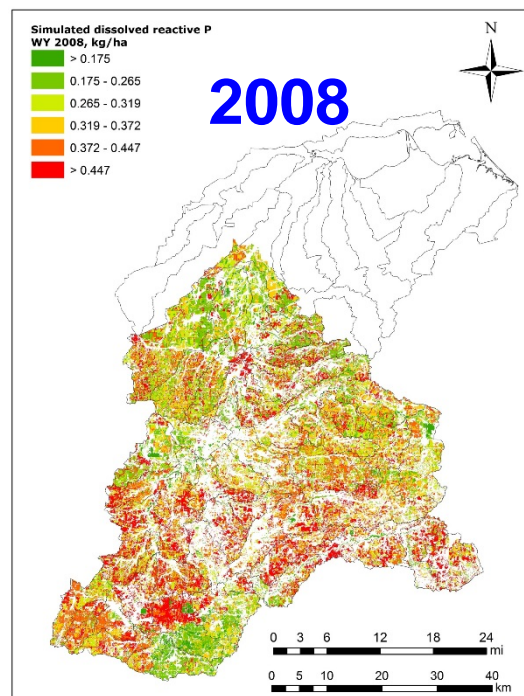 Simulated dissolved reactive P
WY 2008, kg/ha
> 0.175
0.175 - 0.265
0.265 - 0.319
0.319 - 0.372
0.372 - 0.447
> 0.447
2008
N
0 3 6 12 18 24
mi
0 5 10 20 30 40
km